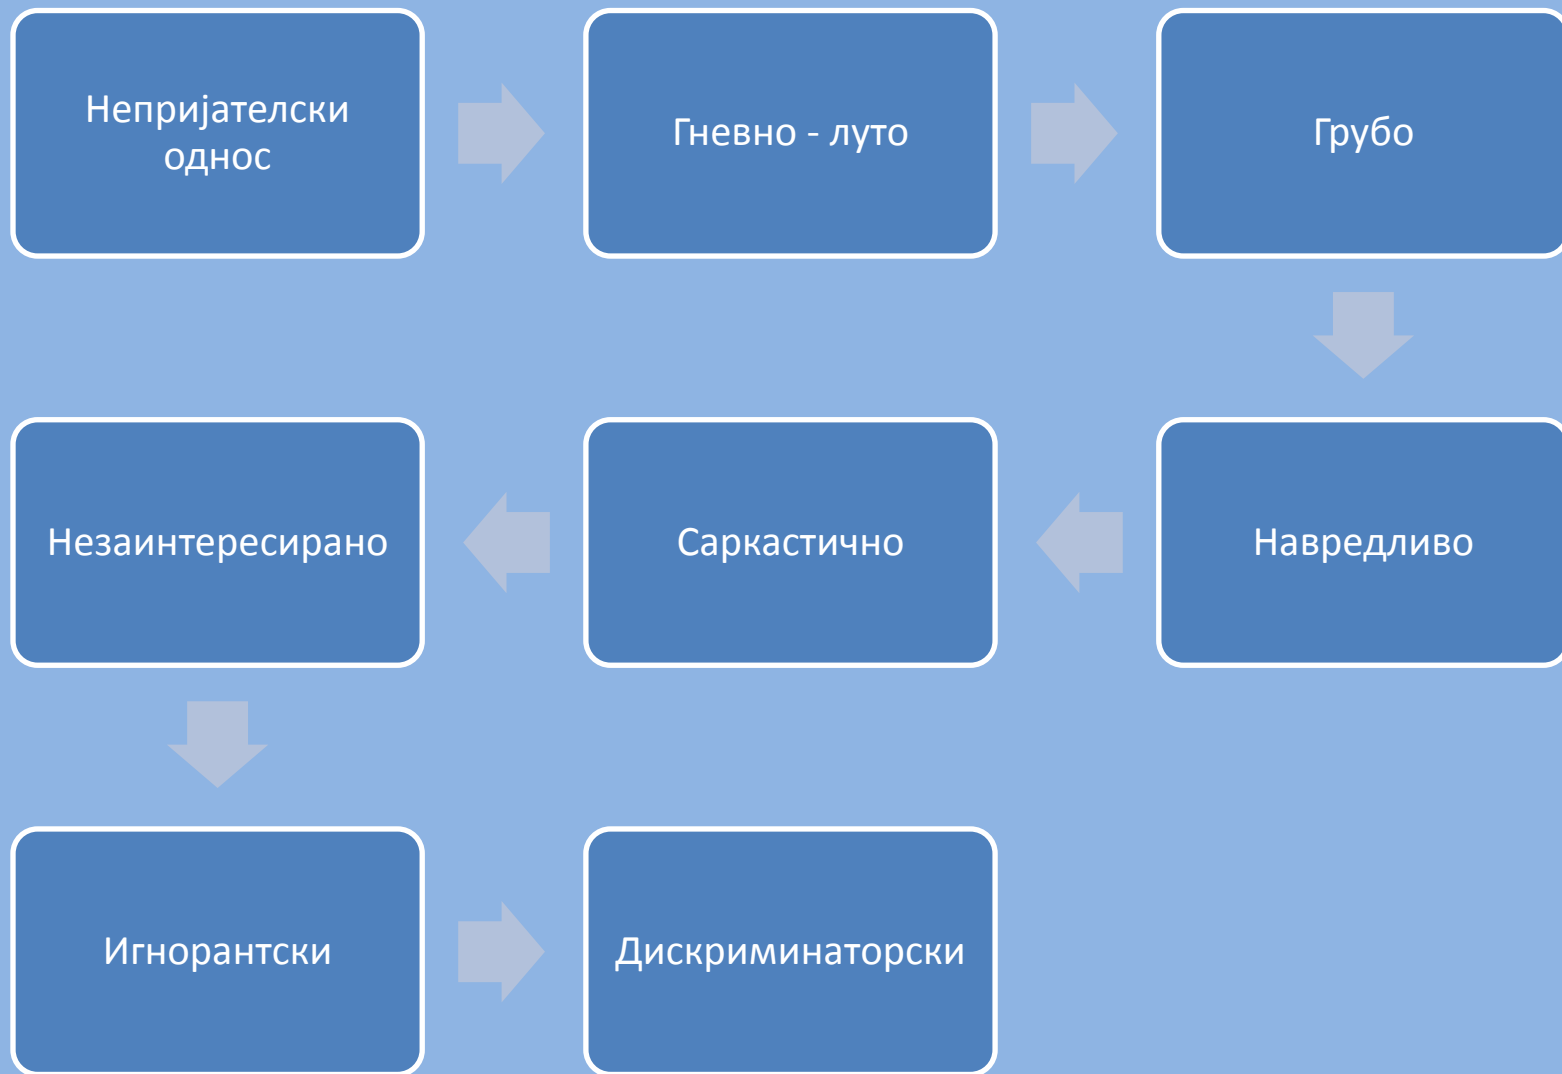 Непријателски
однос
Гневно - луто
Грубо
Навредливо
Саркастично
Незаинтересирано
Игнорантски
Дискриминаторски